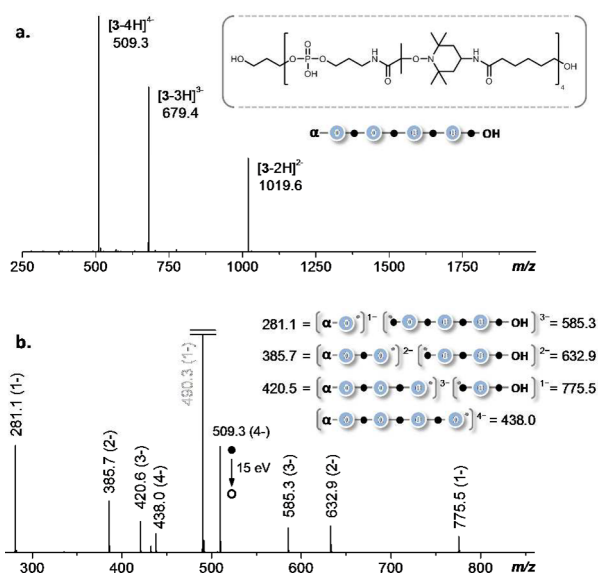 a.
[3-4H]4-
509.3
[3-3H]3-
679.4
[3-2H]2-
1019.6
HO
O
P
O
OH
O
H
N
O
O
N
H
N
O
OH
4
α
OH
250 500 750 1000 1250 1500 1750 m/z
b.
281.1 = [α ]1- [ OH]3- = 585.3
385.7 = [α ]2- [ OH]2- = 632.9
420.5 = [α ]3- [ OH]1- = 775.5
[α ]4- = 438.0
281.1 (1-)
385.7 (2-)
420.6 (3-)
438.0 (4-)
490.3 (1-)
509.3 (4-)
15 eV
585.3 (3-)
632.9 (2-)
775.5 (1-)
300 400 500 600 700 800 m/z